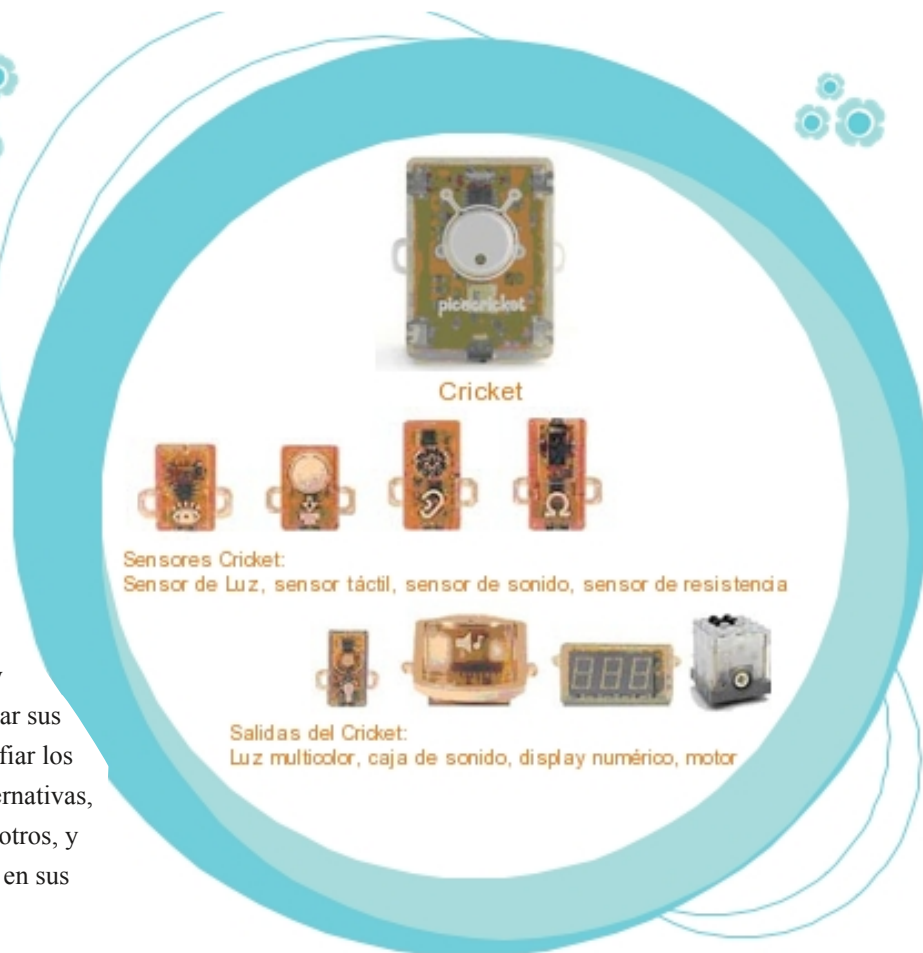 picocricket
Cricket
Sensores Cricket:
Sensor de Luz, sensor táctil, sensor de sonido, sensor de resistencia
Salidas del Cricket:
Luz multicolor, caja de sonido, display numérico, motor
y
ar sus
fiar los
ernativas,
otros, y
en sus